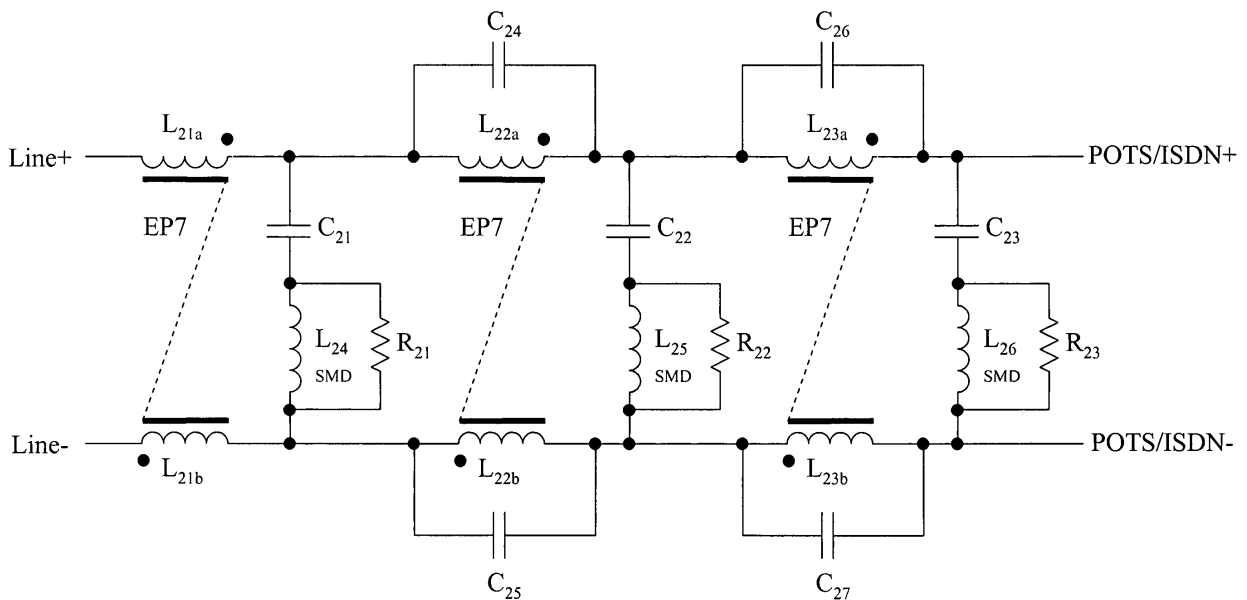 C24
C26
L21a
L22a
L23a
Line+
POTS/ISDN+
EP7
C21
EP7
C22
EP7
C23
L24
SMD
R21
L25
SMD
R22
L26
SMD
R23
Line-
POTS/ISDN-
L21b
L22b
L23b
C25
C27